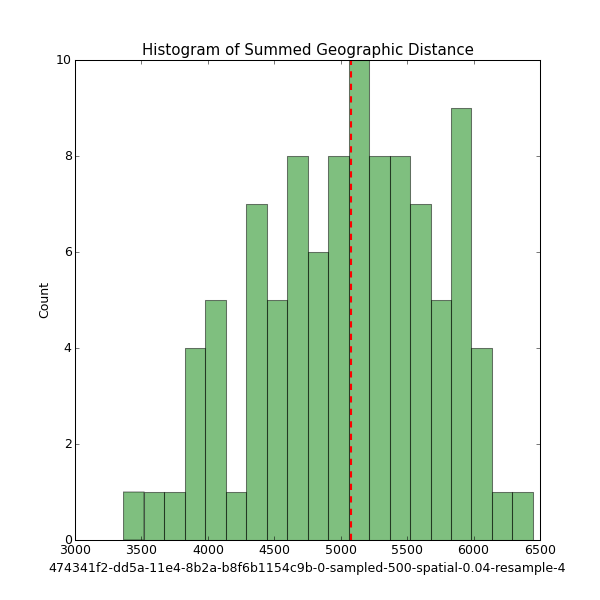 Histogram of Summed Geographic Distance
10
8
6
4
2
0
Count
3000 3500 4000 4500 5000 5500 6000 6500
474341f2-dd5a-11e4-8b2a-b8f6b1154c9b-0-sampled-500-spatial-0.04-resample-4